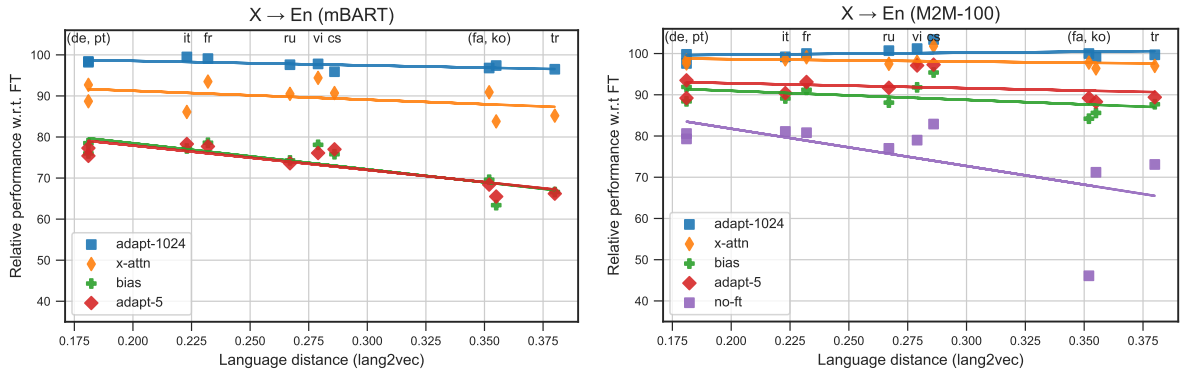 X → En (mBART)
(de, pt) it fr ru vi cs (fa, ko) tr
100
90
80
70
60
50
40
Relative performance w.r.t. FT
adapt-1024
x-attn
bias
adapt-5
0.175 0.200 0.225 0.250 0.275 0.300 0.325 0.350 0.375
Language distance (lang2vec)
X → En (M2M-100)
(de, pt) it fr ru vi cs (fa, ko) tr
100
90
80
70
60
50
40
Relative performance w.r.t FT
adapt-1024
x-attn
bias
adapt-5
no-ft
0.175 0.200 0.225 0.250 0.275 0.300 0.325 0.350 0.375
Language distance (lang2vec)